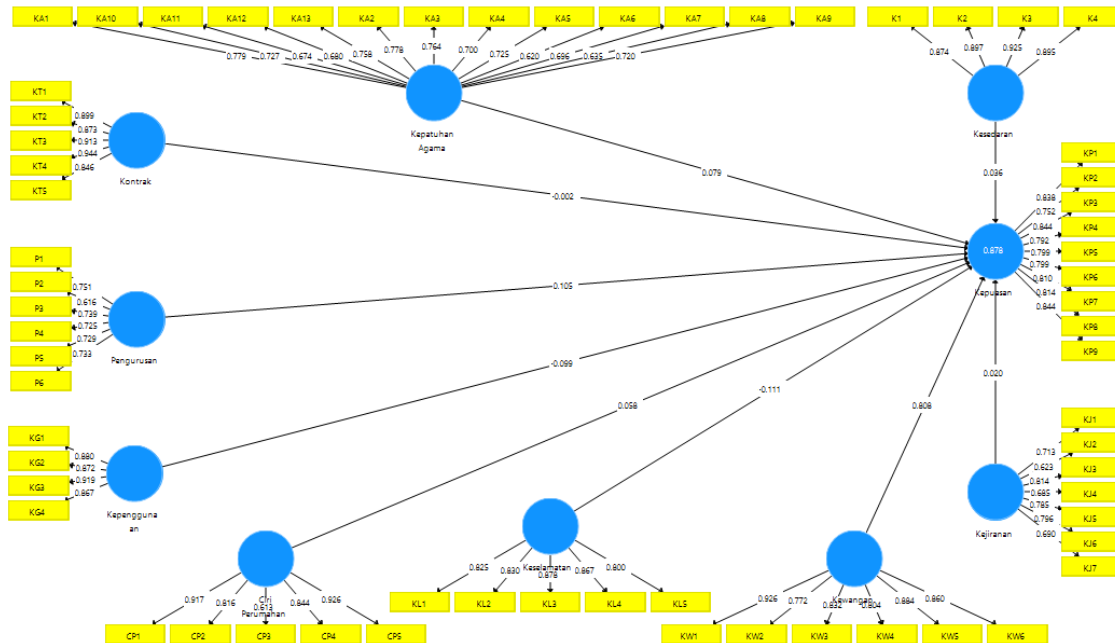 KA1 KA10 KA11 KA12 KA13 KA2 KA3 KA4 KA5 KA6 KA7 KA8 KA9
0.779 0.727 0.674 0.680 0.758 0.778 0.764 0.700 0.725 0.620 0.696 0.635 0.720
Kepatuhan
Agama
K1 K2 K3 K4
0.874 0.897 0.925 0.895
Kesedaran
KT1
KT2
KT3
KT4
KT5
0.899
0.873
0.913
0.944
0.846
Kontrak
P1
P2
P3
P4
P5
P6
0.751
0.616
0.739
0.725
0.729
0.733
Pengurusan
KG1
KG2
KG3
KG4
0.880
0.872
0.919
0.867
Kepengguna
an
0.079
-0.002
0.036
-0.105
-0.099
0.058
-0.111
0.808
0.020
0.878
Kepuasan
KP1
KP2
KP3
KP4
KP5
KP6
KP7
KP8
KP9
0.838
0.752
0.844
0.792
0.799
0.799
0.810
0.814
0.844
KJ1
KJ2
KJ3
KJ4
KJ5
KJ6
KJ7
0.713
0.623
0.814
0.685
0.785
0.796
0.690
Kejiranan
Ciri
Perumahan
0.917 0.816 0.613 0.844 0.926
CP1 CP2 CP3 CP4 CP5
Keselamatan
0.825 0.830 0.878 0.867 0.800
KL1 KL2 KL3 KL4 KL5
Kewangan
0.926 0.772 0.832 0.804 0.884 0.860
KW1 KW2 KW3 KW4 KW5 KW6